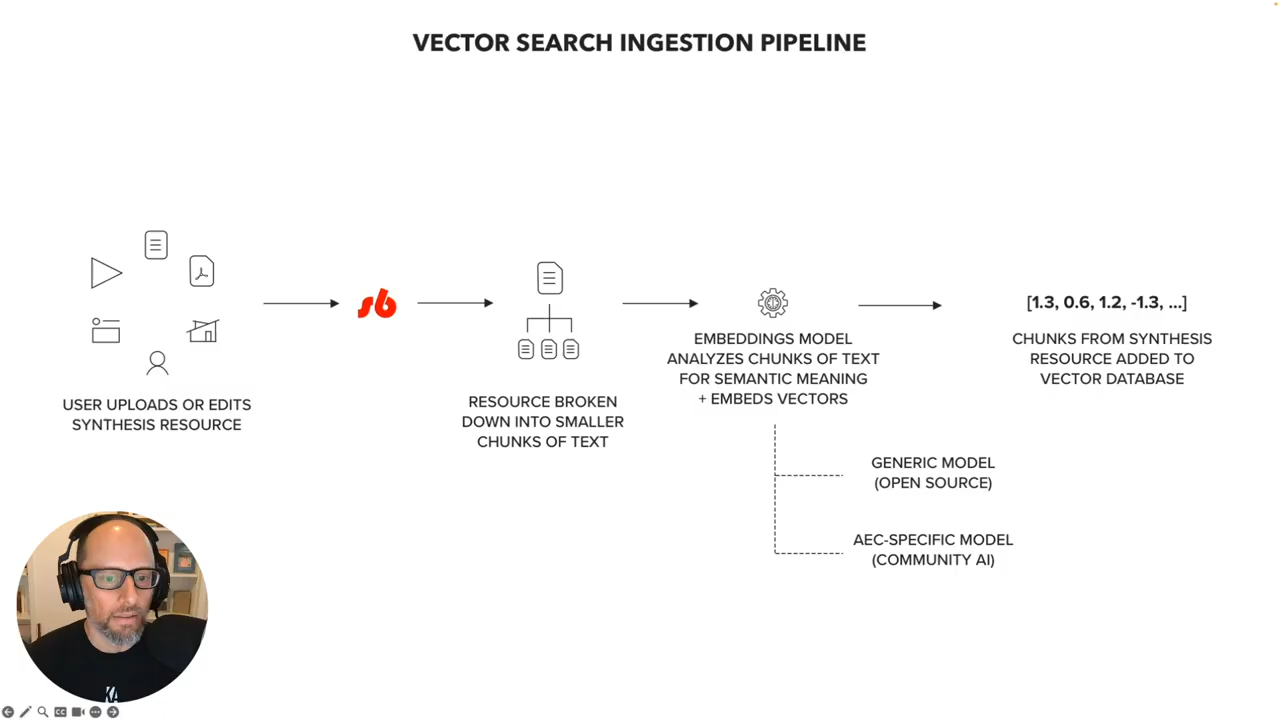 VECTOR SEARCH INGESTION PIPELINE
sb
USER UPLOADS OR EDITS
SYNTHESIS RESOURCE
RESOURCE BROKEN
DOWN INTO SMALLER
CHUNKS OF TEXT
EMBEDDINGS MODEL
ANALYZES CHUNKS OF TEXT
FOR SEMANTIC MEANING
+ EMBEDS VECTORS
GENERIC MODEL
(OPEN SOURCE)
AEC-SPECIFIC MODEL
(COMMUNITY AI)
[1.3, 0.6, 1.2, -1.3, ...]
CHUNKS FROM SYNTHESIS
RESOURCE ADDED TO
VECTOR DATABASE
CC